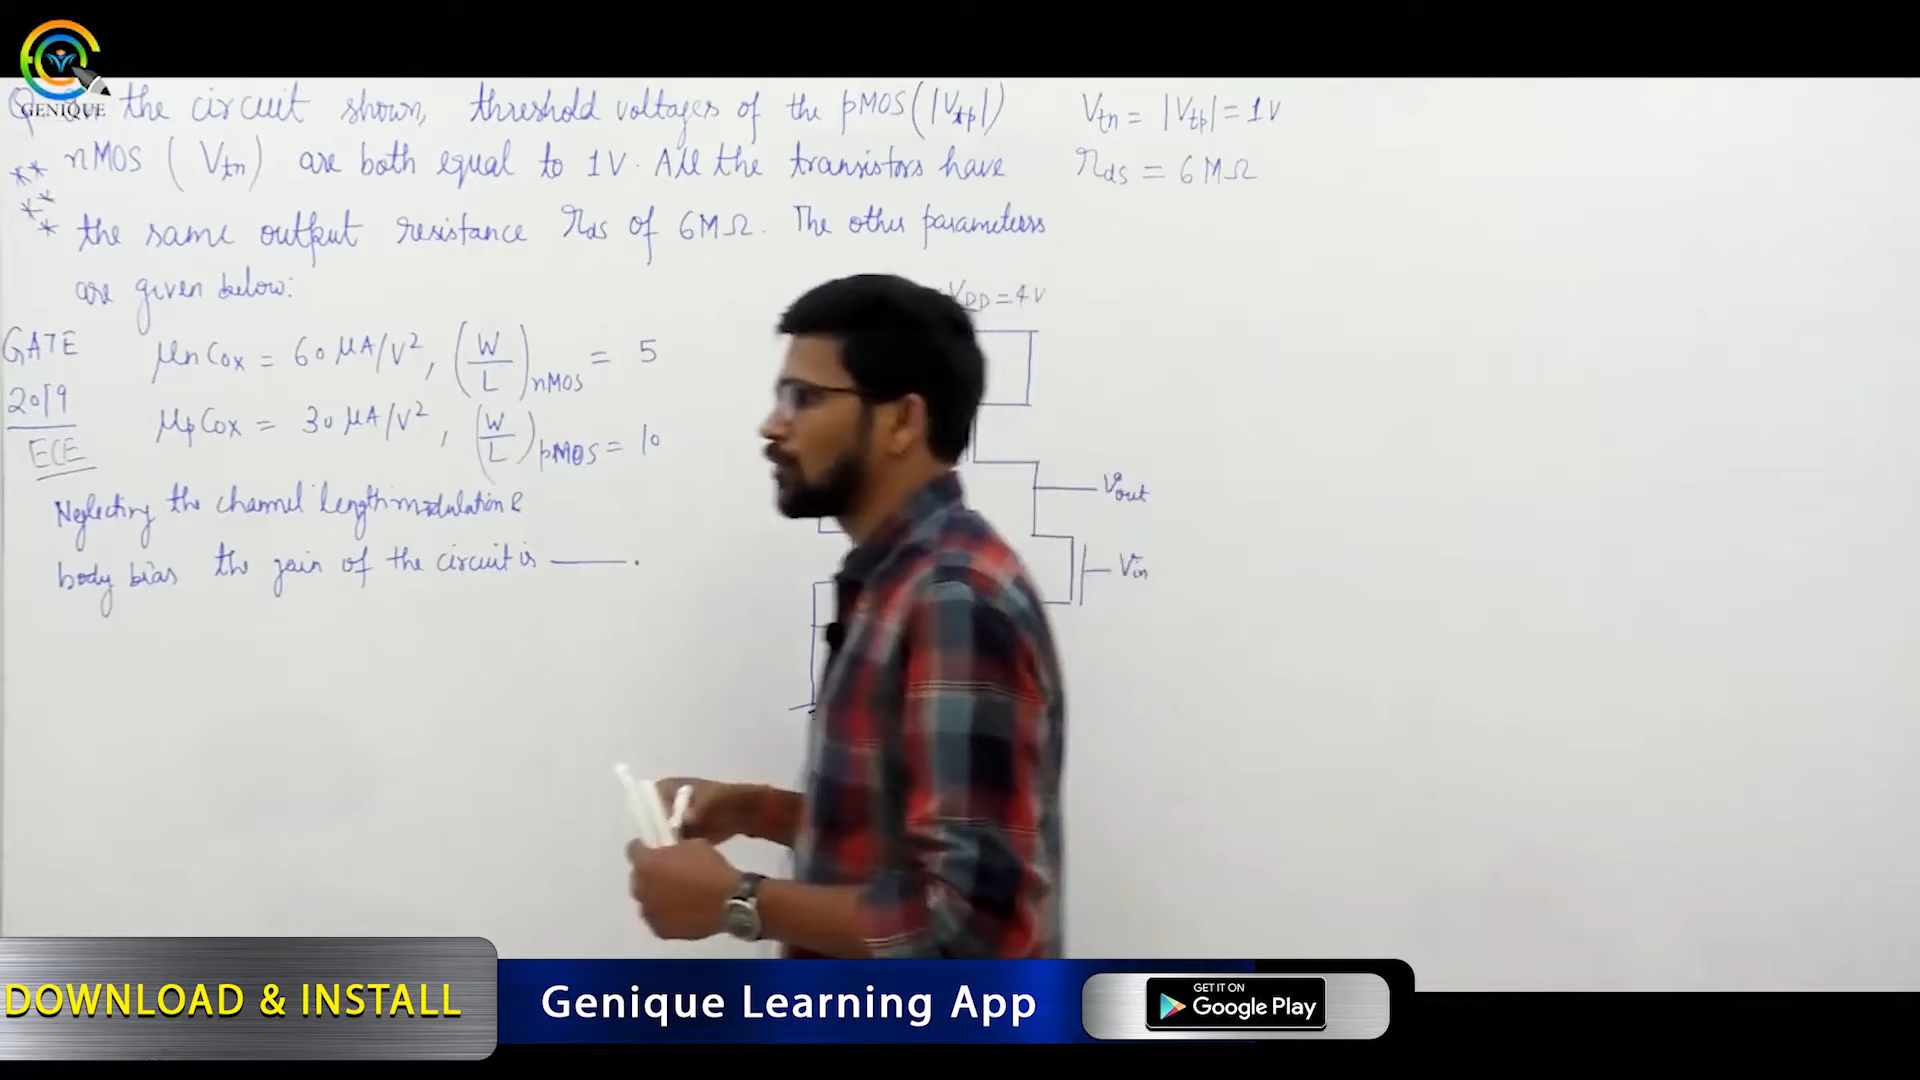 GENIQUE
the circuit shown, threshold voltages of the pMOS (|Vtp|)
** nMOS (Vtn) are both equal to 1V. All the transistors have
** the same output resistance rds of 6MΩ. The other parameters
are given below:
GATE
2019
ECE
μnCox = 60 μA/V², (W/L)nMOS = 5
μpCox = 30 μA/V², (W/L)pMOS = 10
Neglecting the channel length modulation &
body bias the gain of the circuit is ____.
Vtn = |Vtp| = 1V
rds = 6MΩ
VDD = 4V
Vout
Vin
DOWNLOAD & INSTALL
Genique Learning App
GET IT ON
Google Play